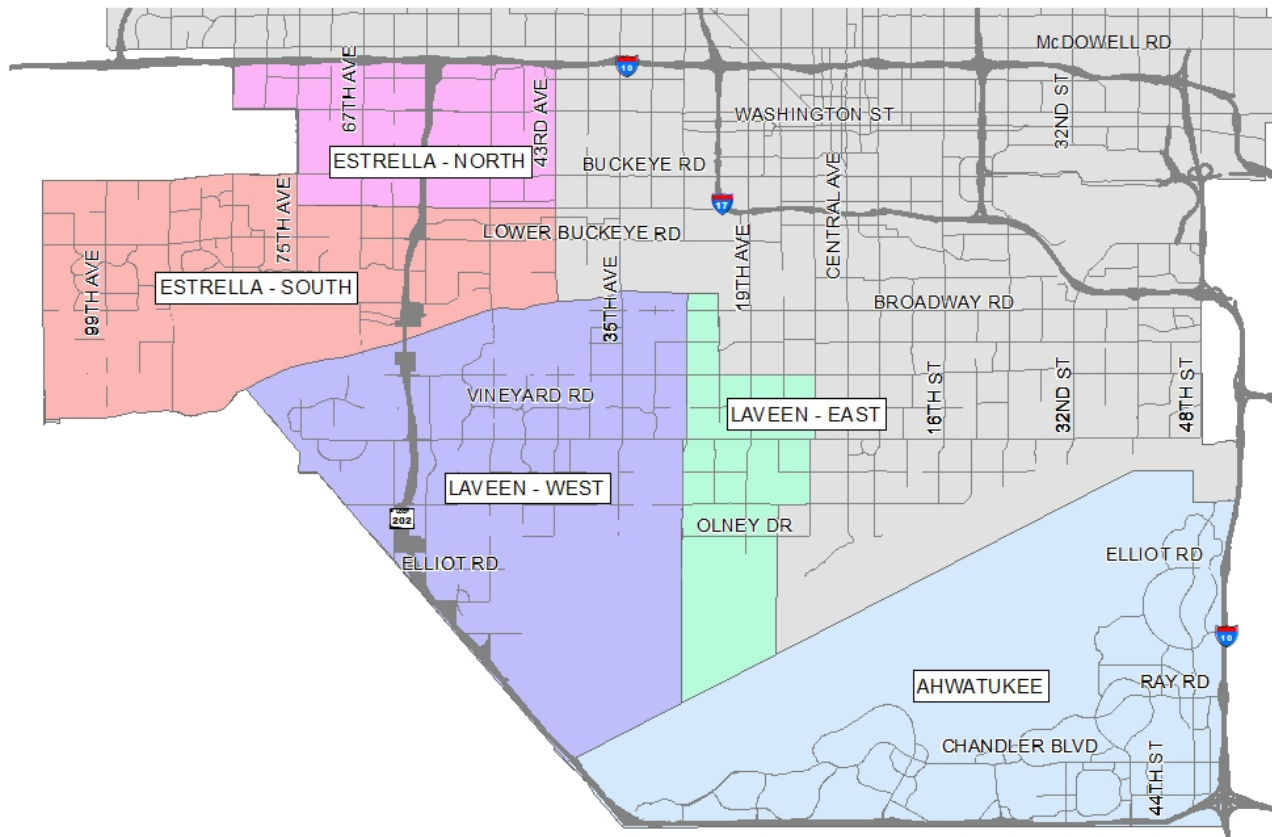 McDOWELL RD
10
67TH AVE
43RD AVE
32ND ST
WASHINGTON ST
ESTRELLA - NORTH
BUCKEYE RD
CENTRAL AVE
17
75TH AVE
LOWER BUCKEYE RD
99TH AVE
ESTRELLA - SOUTH
35TH AVE
19TH AVE
BROADWAY RD
VINEYARD RD
LAVEEN - EAST
16TH ST
32ND ST
48TH ST
LAVEEN - WEST
LOOP
202
OLNEY DR
ELLIOT RD
ELLIOT RD
10
AHWATUKEE
RAY RD
CHANDLER BLVD
44TH ST